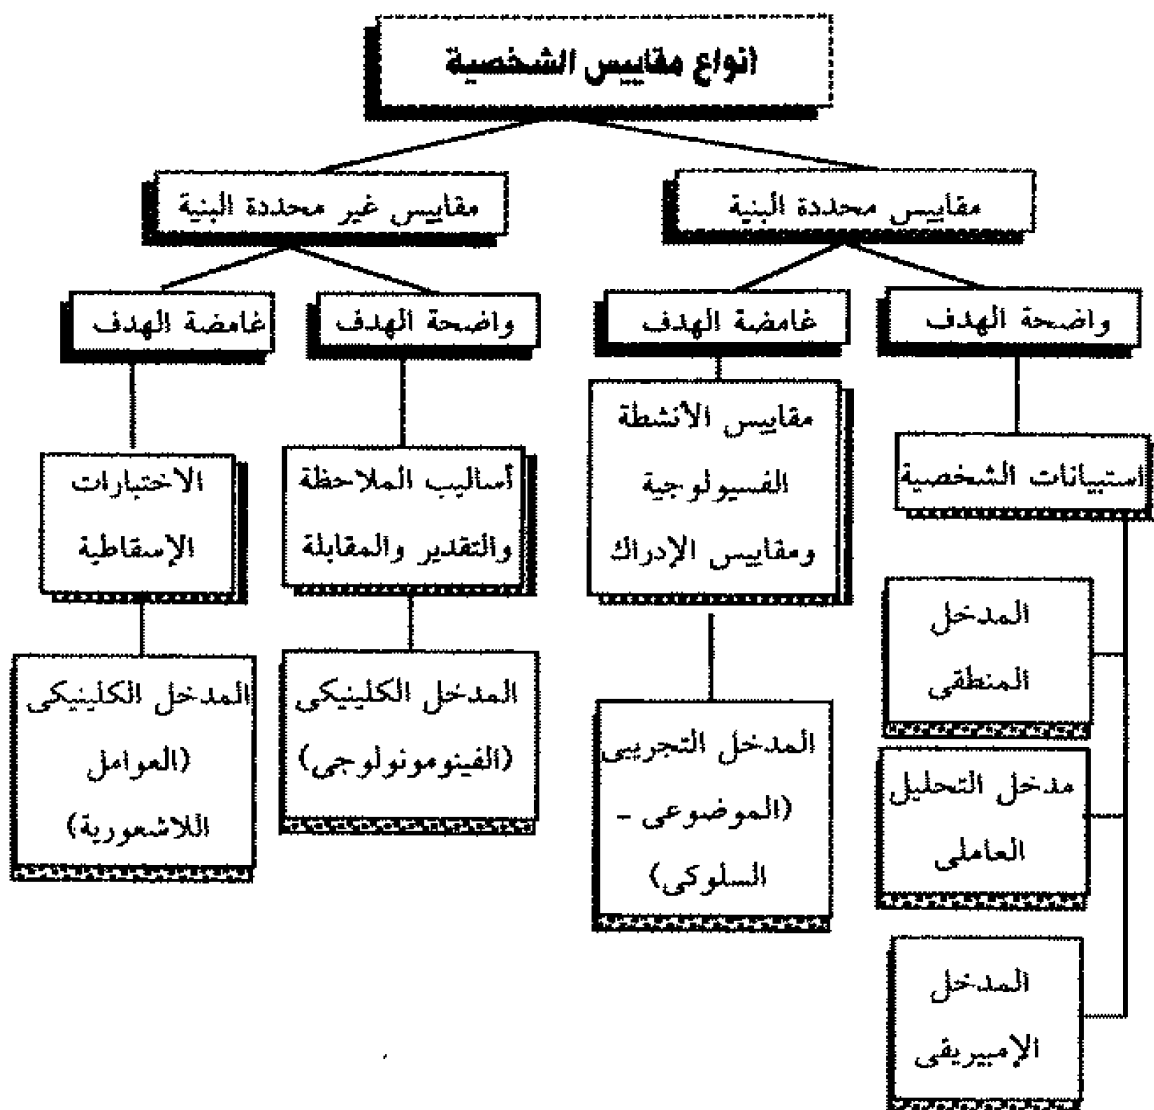 أنواع مقاييس الشخصية
مقاييس محددة البنية
مقاييس غير محددة البنية
واضحة الهدف
غامضة الهدف
واضحة الهدف
غامضة الهدف
استبيانات الشخصية
مقاييس الأنشطة
الفسيولوجية
ومقاييس الإدراك
أساليب الملاحظة
والتقدير والمقابلة
الاختبارات
الإسقاطية
المدخل
المنطقى
مدخل التحليل
العاملى
المدخل
الإمبيريقى
المدخل التجريبى
(الموضوعى -
السلوكى)
المدخل الكلينيكى
(الفينومونولوجى)
المدخل الكلينيكى
(العوامل
اللاشعورية)